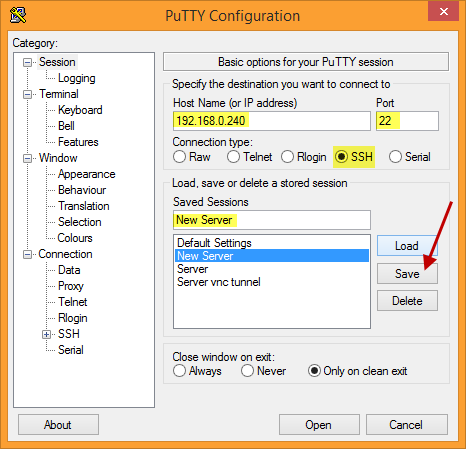 PuTTY Configuration
Category:
Session
Logging
Terminal
Keyboard
Bell
Features
Window
Appearance
Behaviour
Translation
Selection
Colours
Connection
Data
Proxy
Telnet
Rlogin
SSH
Serial
Basic options for your PuTTY session
Specify the destination you want to connect to
Host Name (or IP address) Port
192.168.0.240 22
Connection type:
Raw Telnet Rlogin SSH Serial
Load, save or delete a stored session
Saved Sessions
New Server
Default Settings
New Server
Server
Server vnc tunnel
Load
Save
Delete
Close window on exit:
Always Never Only on clean exit
About Open Cancel